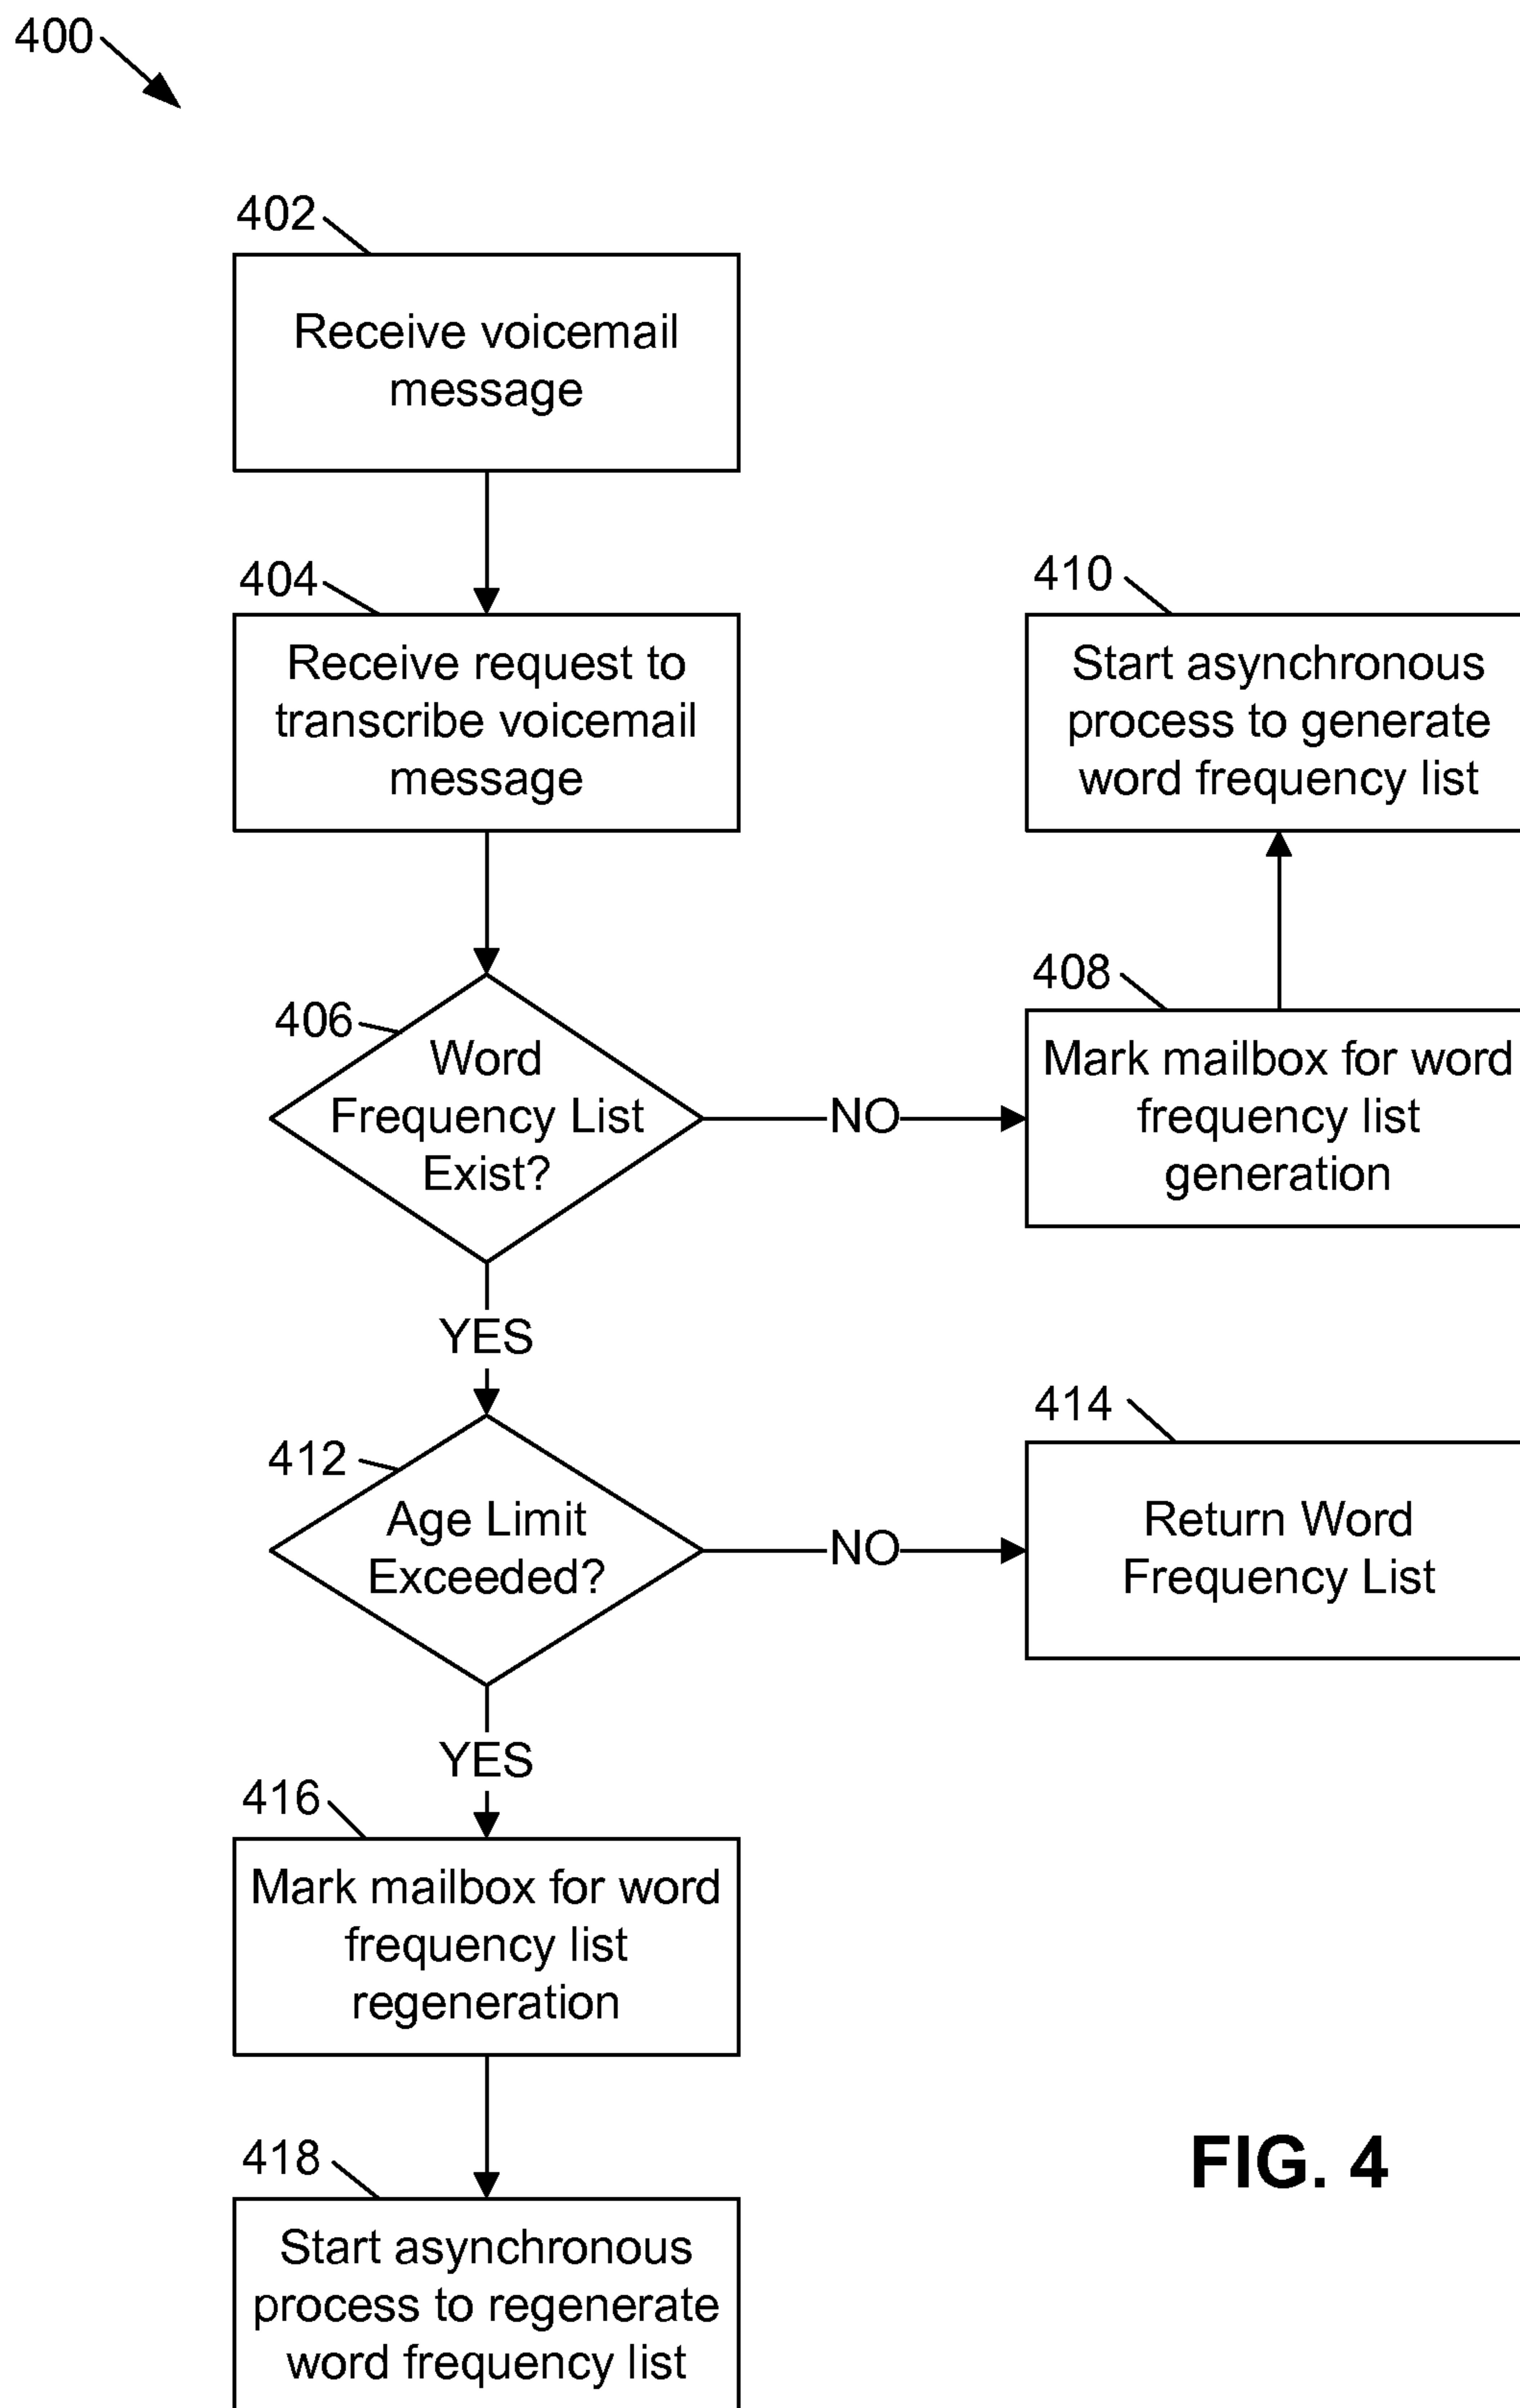 400
402
Receive voicemail
message
404
Receive request to
transcribe voicemail
message
410
Start asynchronous
process to generate
word frequency list
406
Word
Frequency List
Exist?
NO
408
Mark mailbox for word
frequency list
generation
YES
412
Age Limit
Exceeded?
NO
414
Return Word
Frequency List
YES
416
Mark mailbox for word
frequency list
regeneration
418
Start asynchronous
process to regenerate
word frequency list
FIG. 4